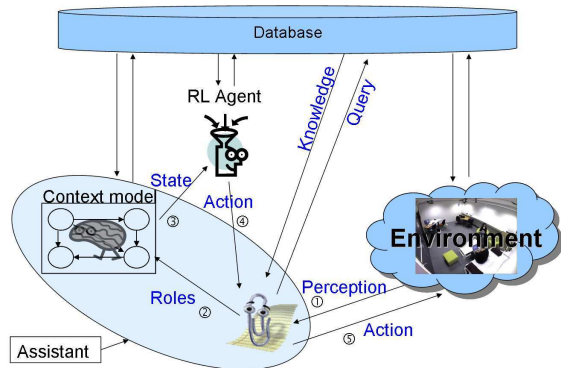 Database
RL Agent
Knowledge
Query
State
Context model
③
Action
④
Environment
Perception
①
Roles
②
Action
⑤
Assistant